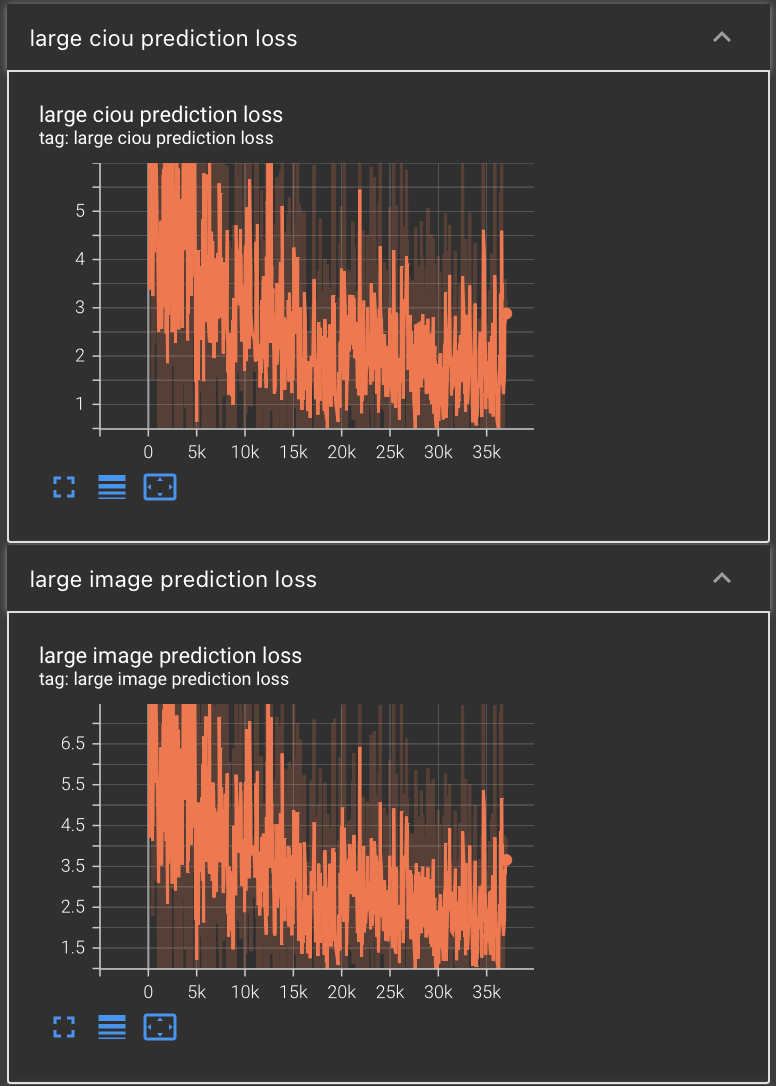 large ciou prediction loss
large ciou prediction loss
tag: large ciou prediction loss
5
4
3
2
1
0 5k 10k 15k 20k 25k 30k 35k
large image prediction loss
large image prediction loss
tag: large image prediction loss
6.5
5.5
4.5
3.5
2.5
1.5
0 5k 10k 15k 20k 25k 30k 35k